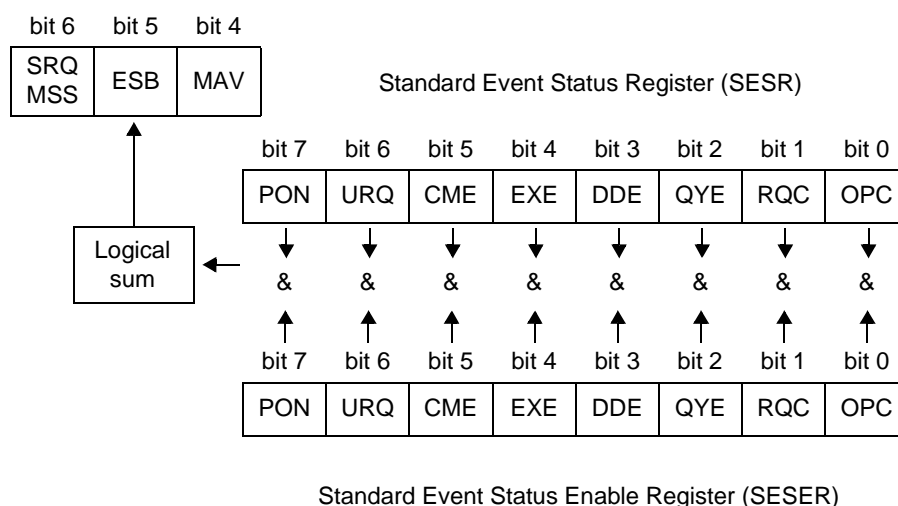 bit 6 bit 5 bit 4
SRQ MSS ESB MAV
Standard Event Status Register (SESR)
bit 7 bit 6 bit 5 bit 4 bit 3 bit 2 bit 1 bit 0
PON URQ CME EXE DDE QYE RQC OPC
Logical
sum
& & & & & & & &
bit 7 bit 6 bit 5 bit 4 bit 3 bit 2 bit 1 bit 0
PON URQ CME EXE DDE QYE RQC OPC
Standard Event Status Enable Register (SESER)